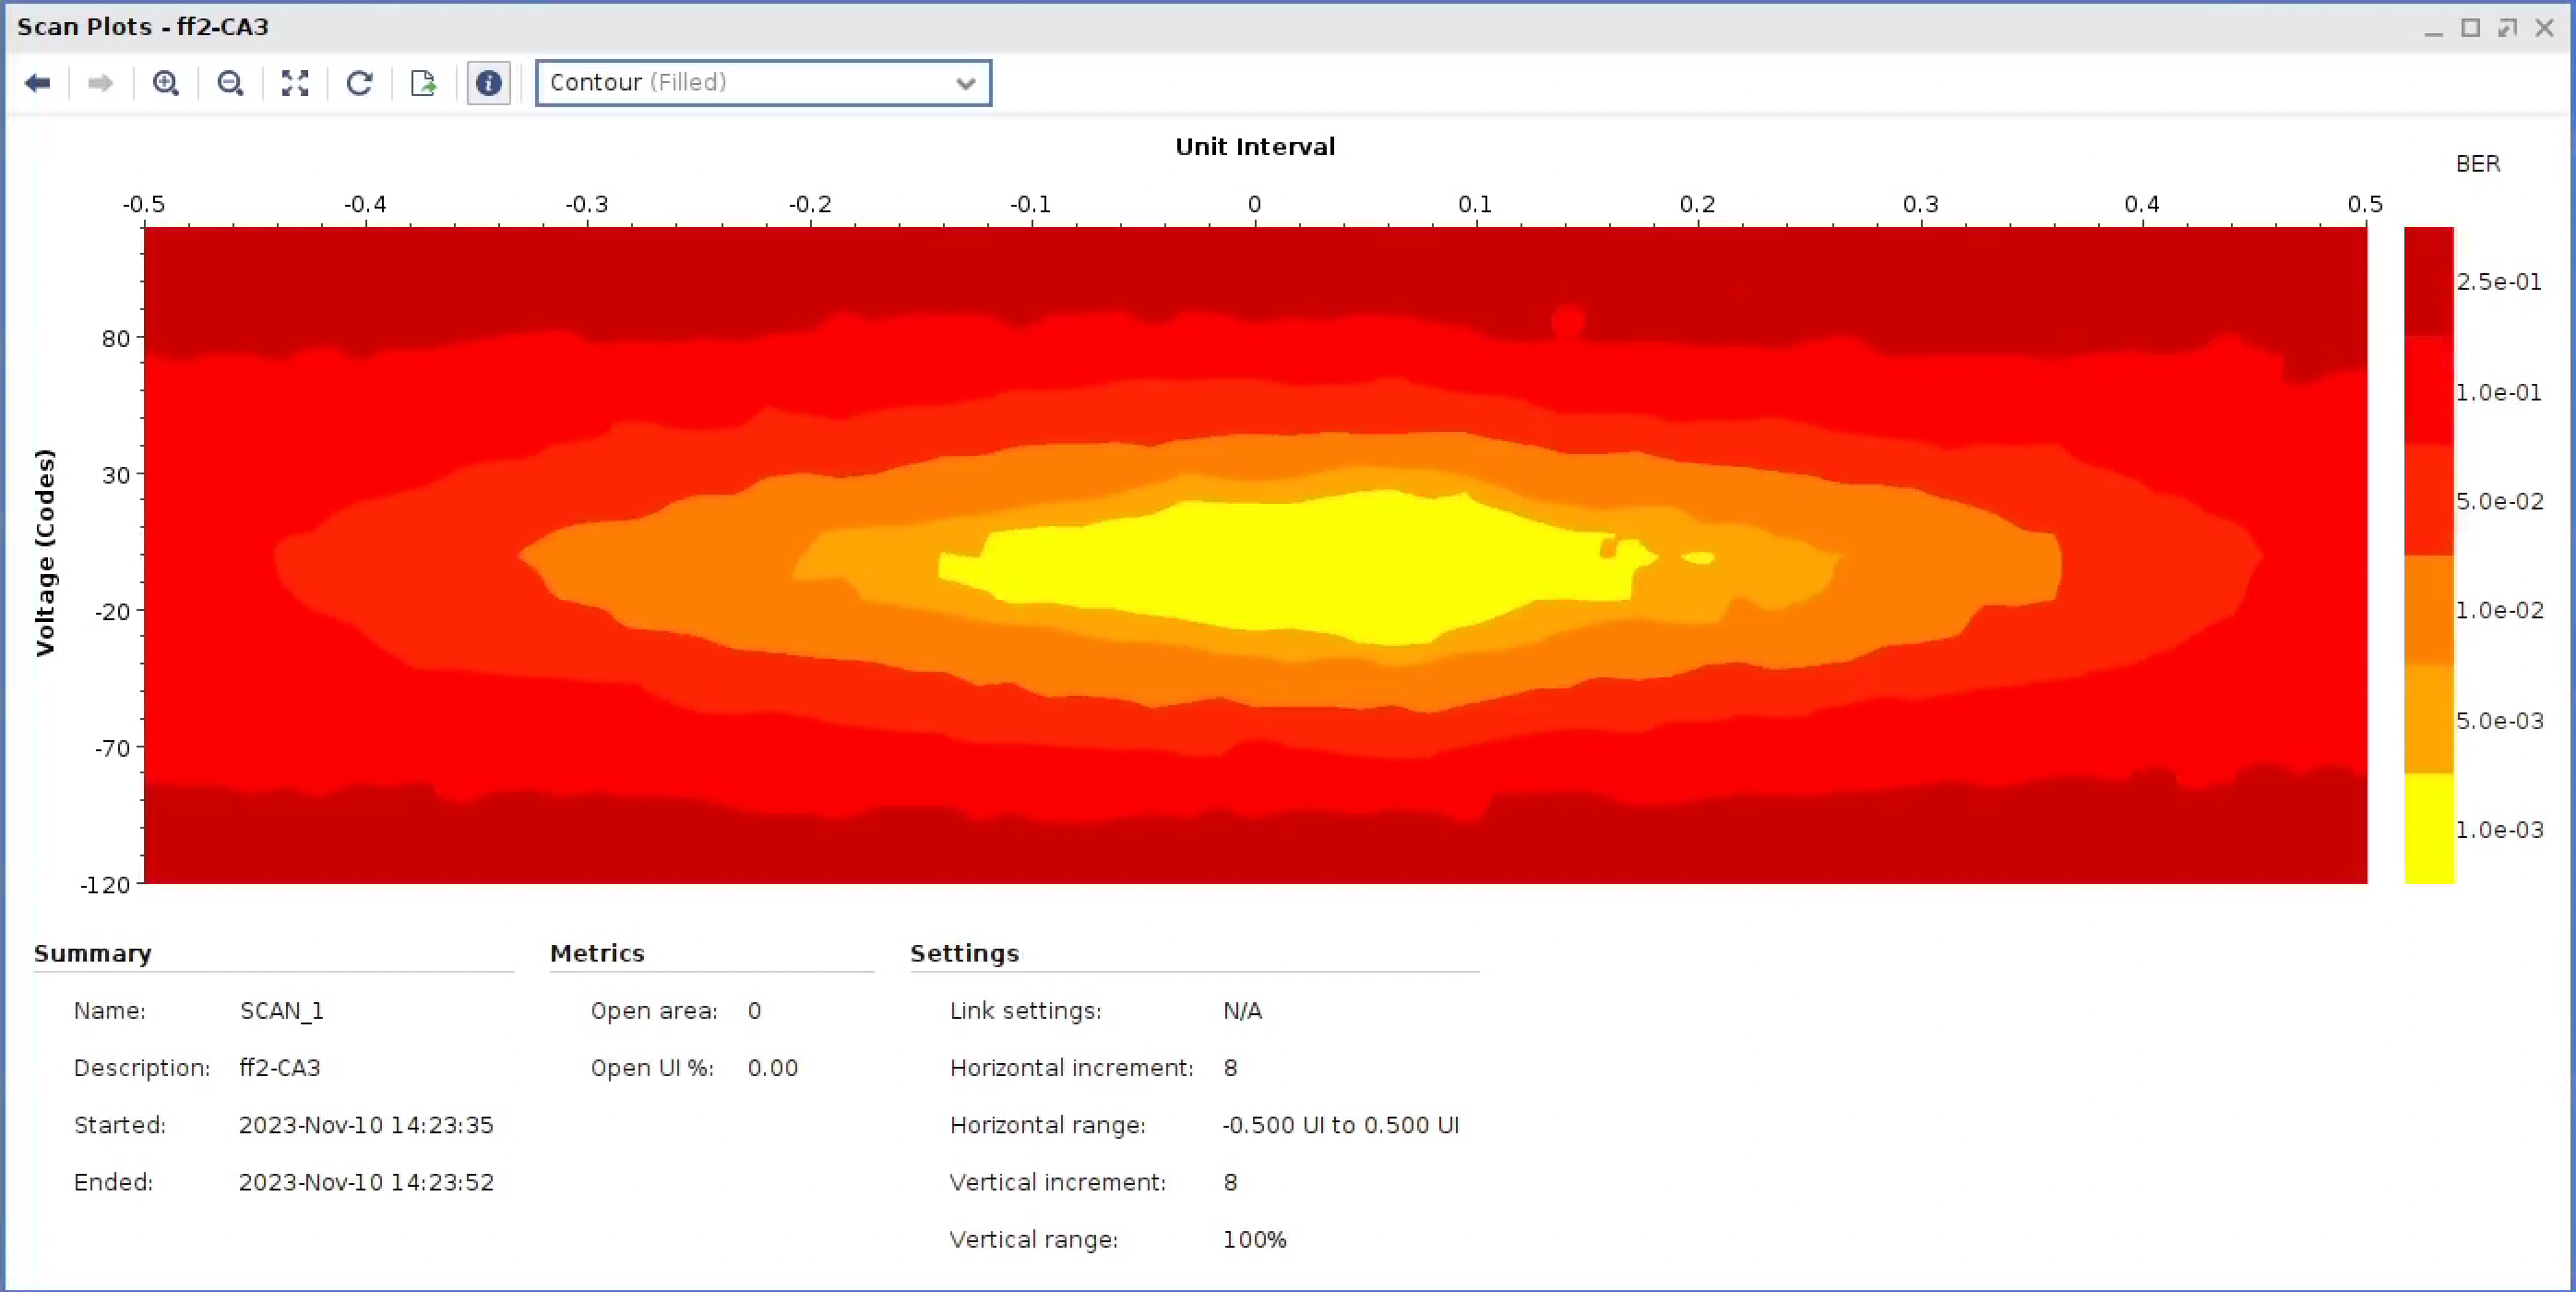 Scan Plots - ff2-CA3
Contour (Filled)
Unit Interval
BER
-0.5 -0.4 -0.3 -0.2 -0.1 0 0.1 0.2 0.3 0.4 0.5
Voltage (Codes)
80
30
-20
-70
-120
2.5e-01
1.0e-01
5.0e-02
1.0e-02
5.0e-03
1.0e-03
Summary
Name: SCAN_1
Description: ff2-CA3
Started: 2023-Nov-10 14:23:35
Ended: 2023-Nov-10 14:23:52
Metrics
Open area: 0
Open UI %: 0.00
Settings
Link settings: N/A
Horizontal increment: 8
Horizontal range: -0.500 UI to 0.500 UI
Vertical increment: 8
Vertical range: 100%